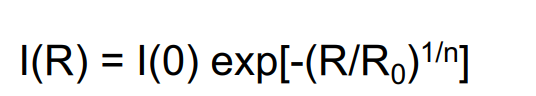 I(R) = I(0) exp[-(R/R₀)¹/ⁿ]